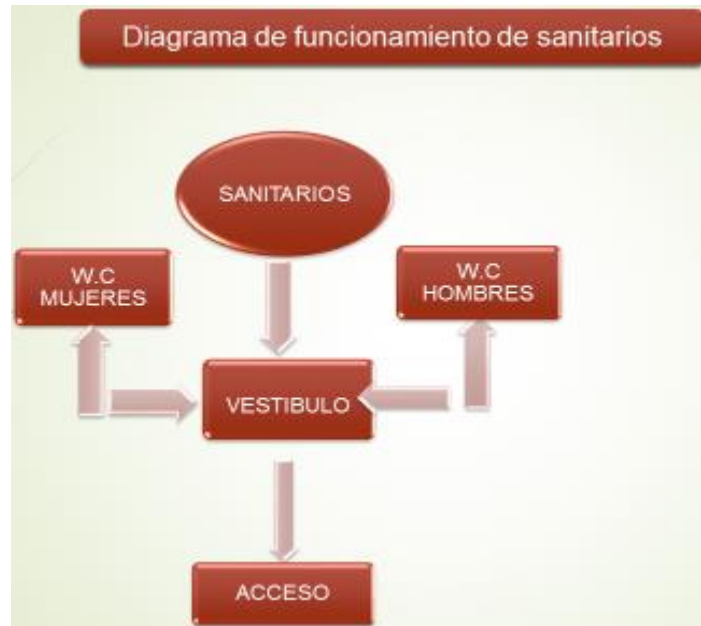 Diagrama de funcionamiento de sanitarios
SANITARIOS
W.C
MUJERES
W.C
HOMBRES
VESTIBULO
ACCESO